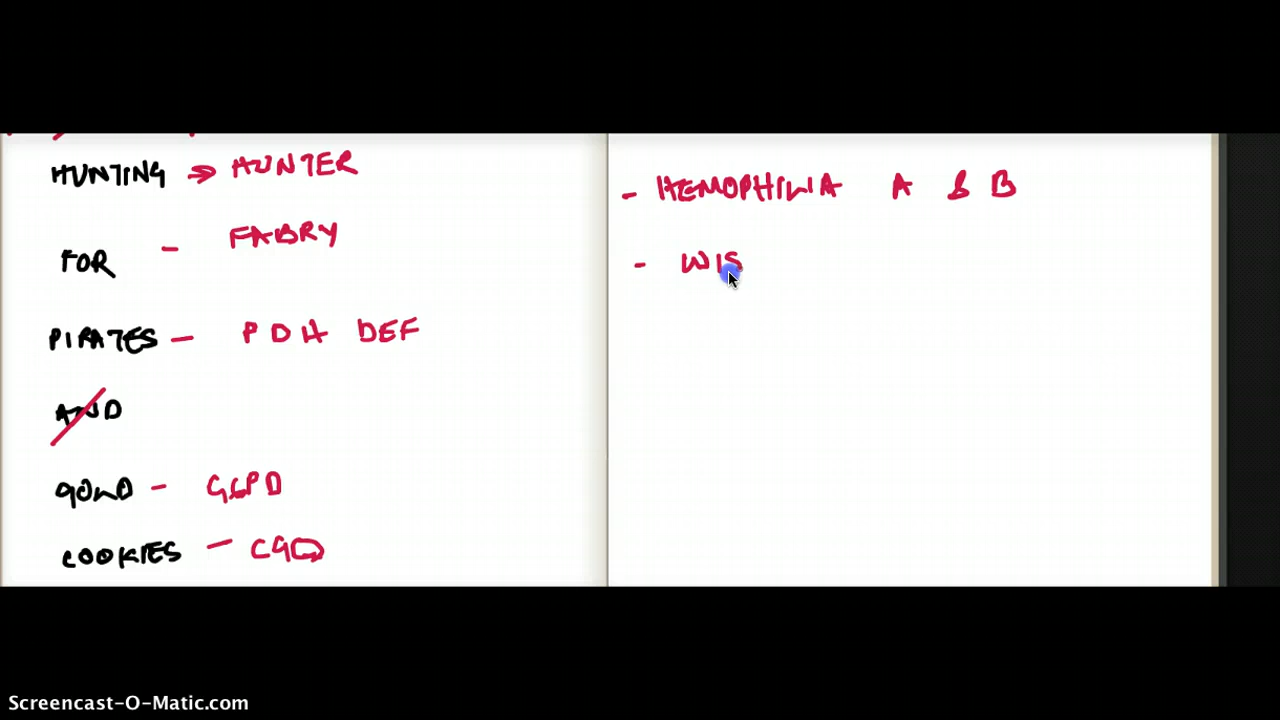 HUNTING ⇒ HUNTER
FOR - FABRY
PIRATES - PDH DEF
AND
GOLD - G6PD
COOKIES - CGD
- HEMOPHILIA A & B
- WIS
Screencast-O-Matic.com